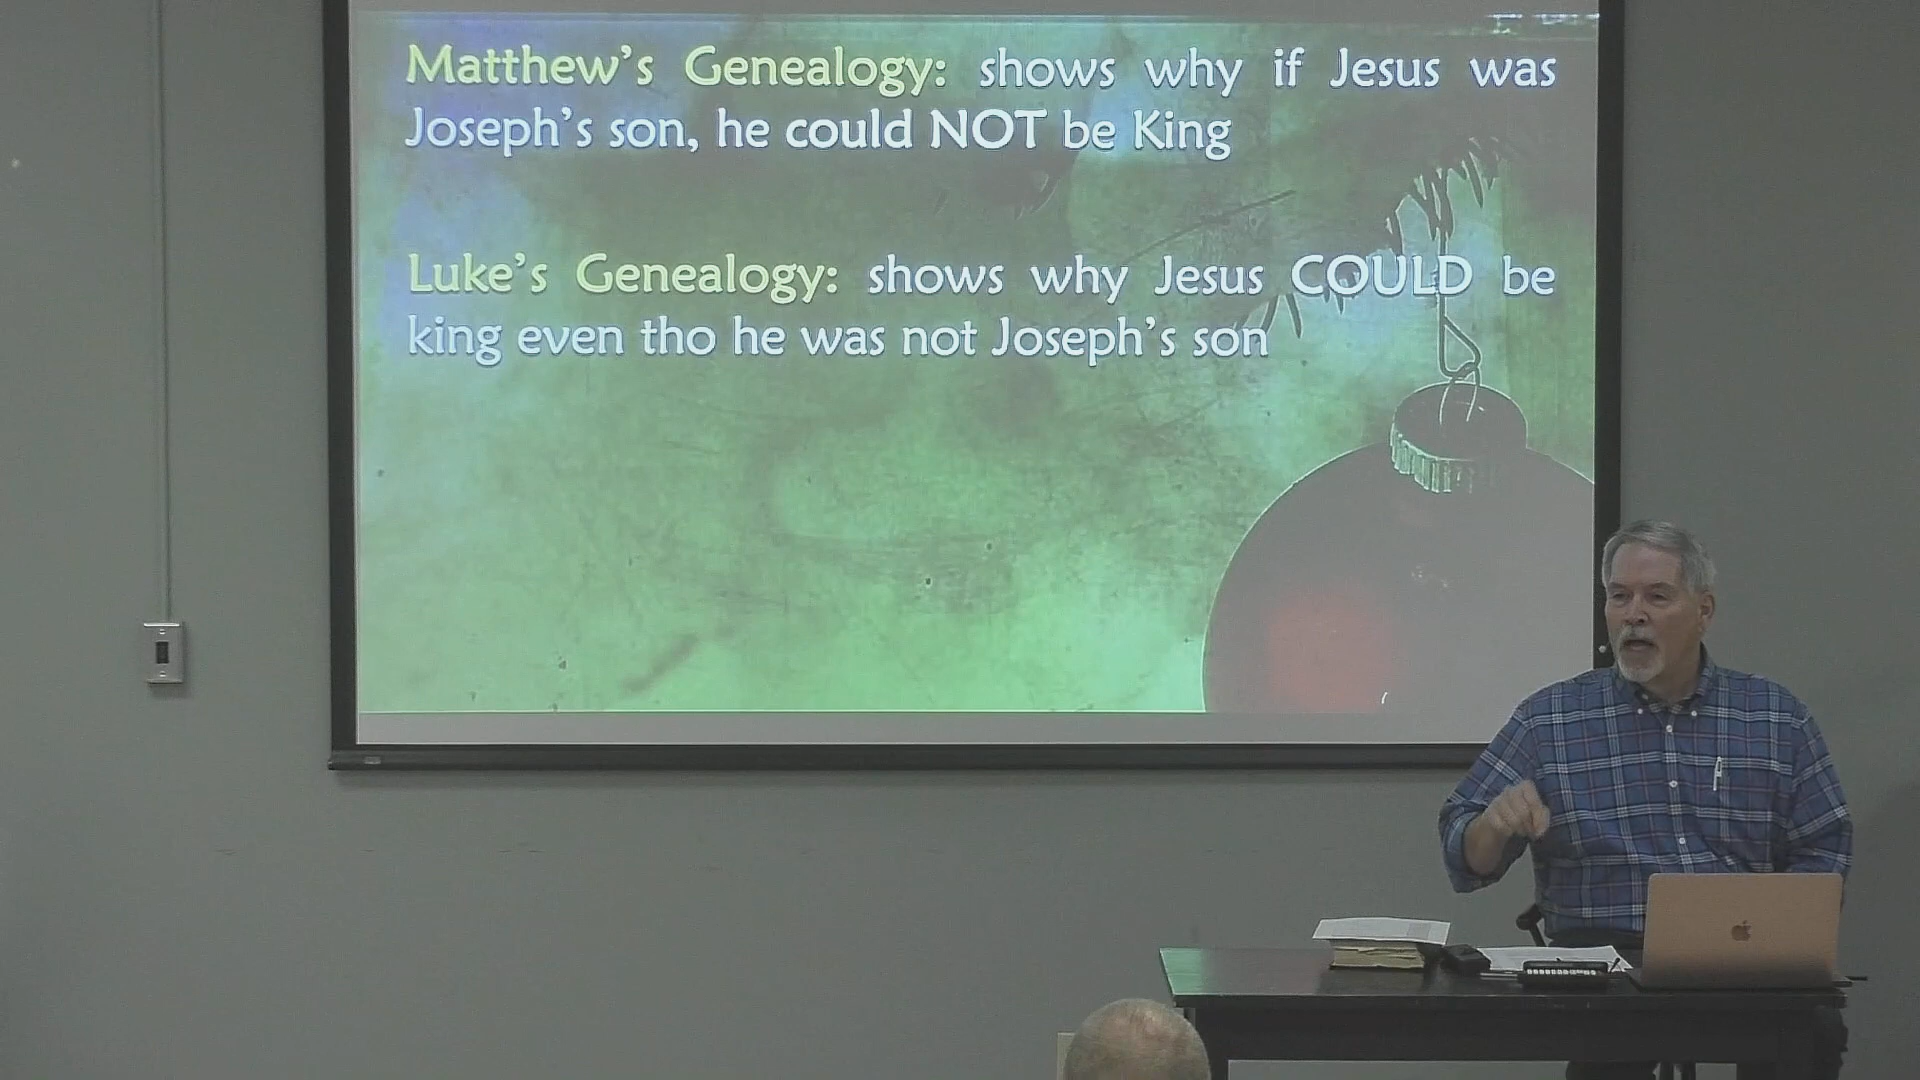 Matthew's Genealogy: shows why if Jesus was
Joseph's son, he could NOT be King
Luke's Genealogy: shows why Jesus COULD be
king even tho he was not Joseph's son